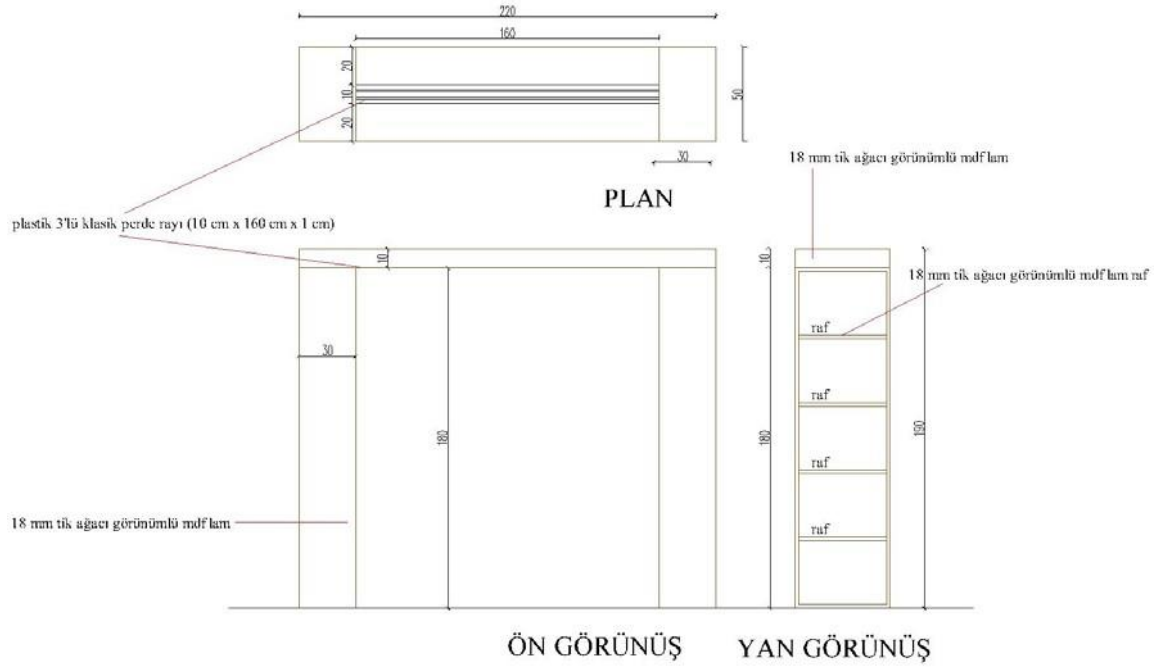 220
160
20
10
20
50
30
PLAN
18 mm tik ağacı görünümlü mdf lam
plastik 3'lü klasik perde rayı (10 cm x 160 cm x 1 cm)
10
10
18 mm tik ağacı görünümlü mdf lam raf
raf
30
raf
180
180
190
raf
18 mm tik ağacı görünümlü mdf lam
raf
ÖN GÖRÜNÜŞ
YAN GÖRÜNÜŞ